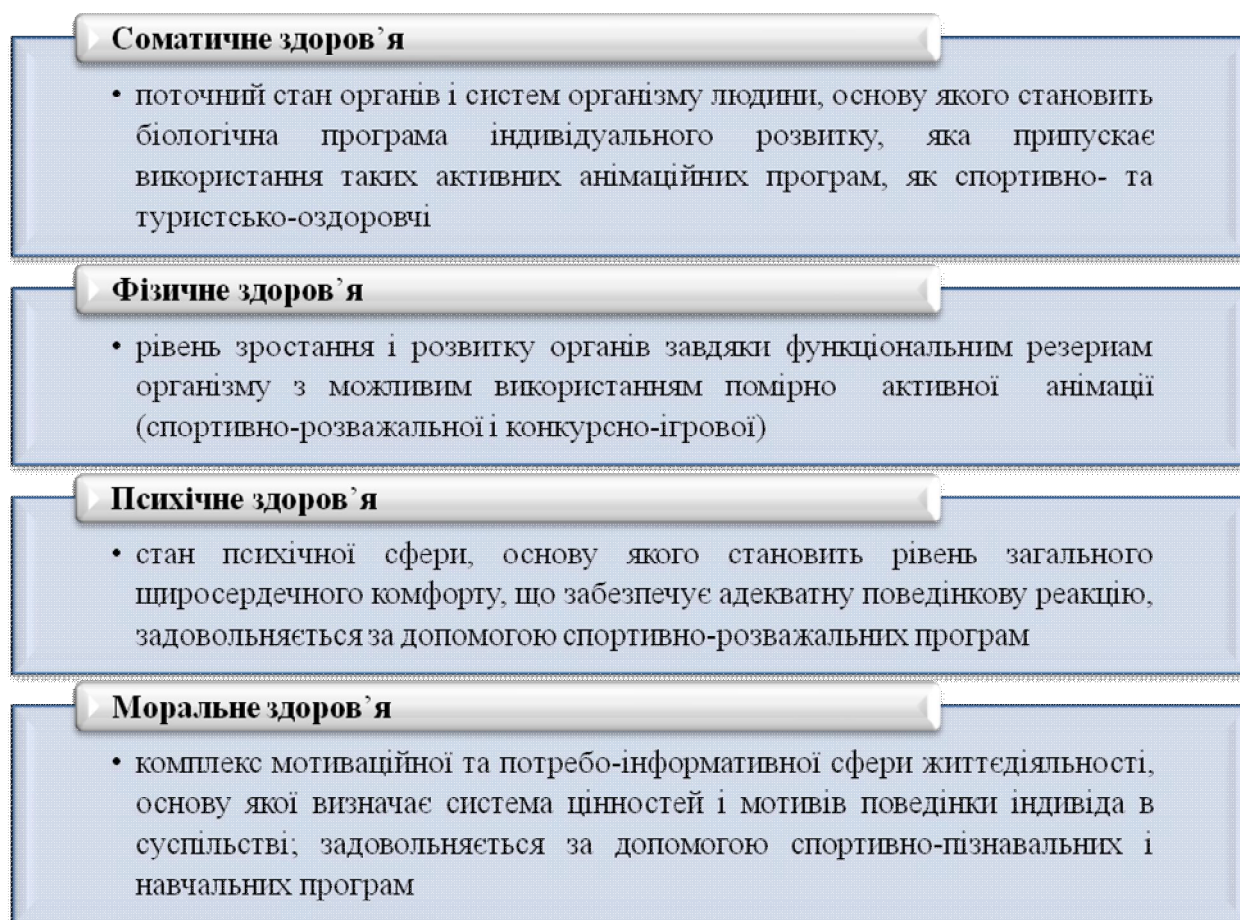 Соматичне здоров`я
• поточний стан органів і систем організму людини, основу якого становить
біологічна програма індивідуального розвитку, яка припускає
використання таких активних анімаційних програм, як спортивно- та
туристсько-оздоровчі
Фізичне здоров`я
• рівень зростання і розвитку органів завдяки функціональним резериам
організму з можливим використанням помірно активної анімації
(спортивно-розважальної і конкурсно-ігрової)
Психічне здоров`я
• стан психічної сфери, основу якого становить рівень загального
щиросердечного комфорту, що забезпечує адекватну поведінкову реакцію,
задовольняється за допомогою спортивно-розважальних програм
Моральне здоров`я
• комплекс мотиваційної та потребо-інформативної сфери життєдіяльності,
основу якої визначає система цінностей і мотивів поведінки індивіда в
суспільстві; задовольняється за допомогою спортивно-пізнавальних і
навчальних програм